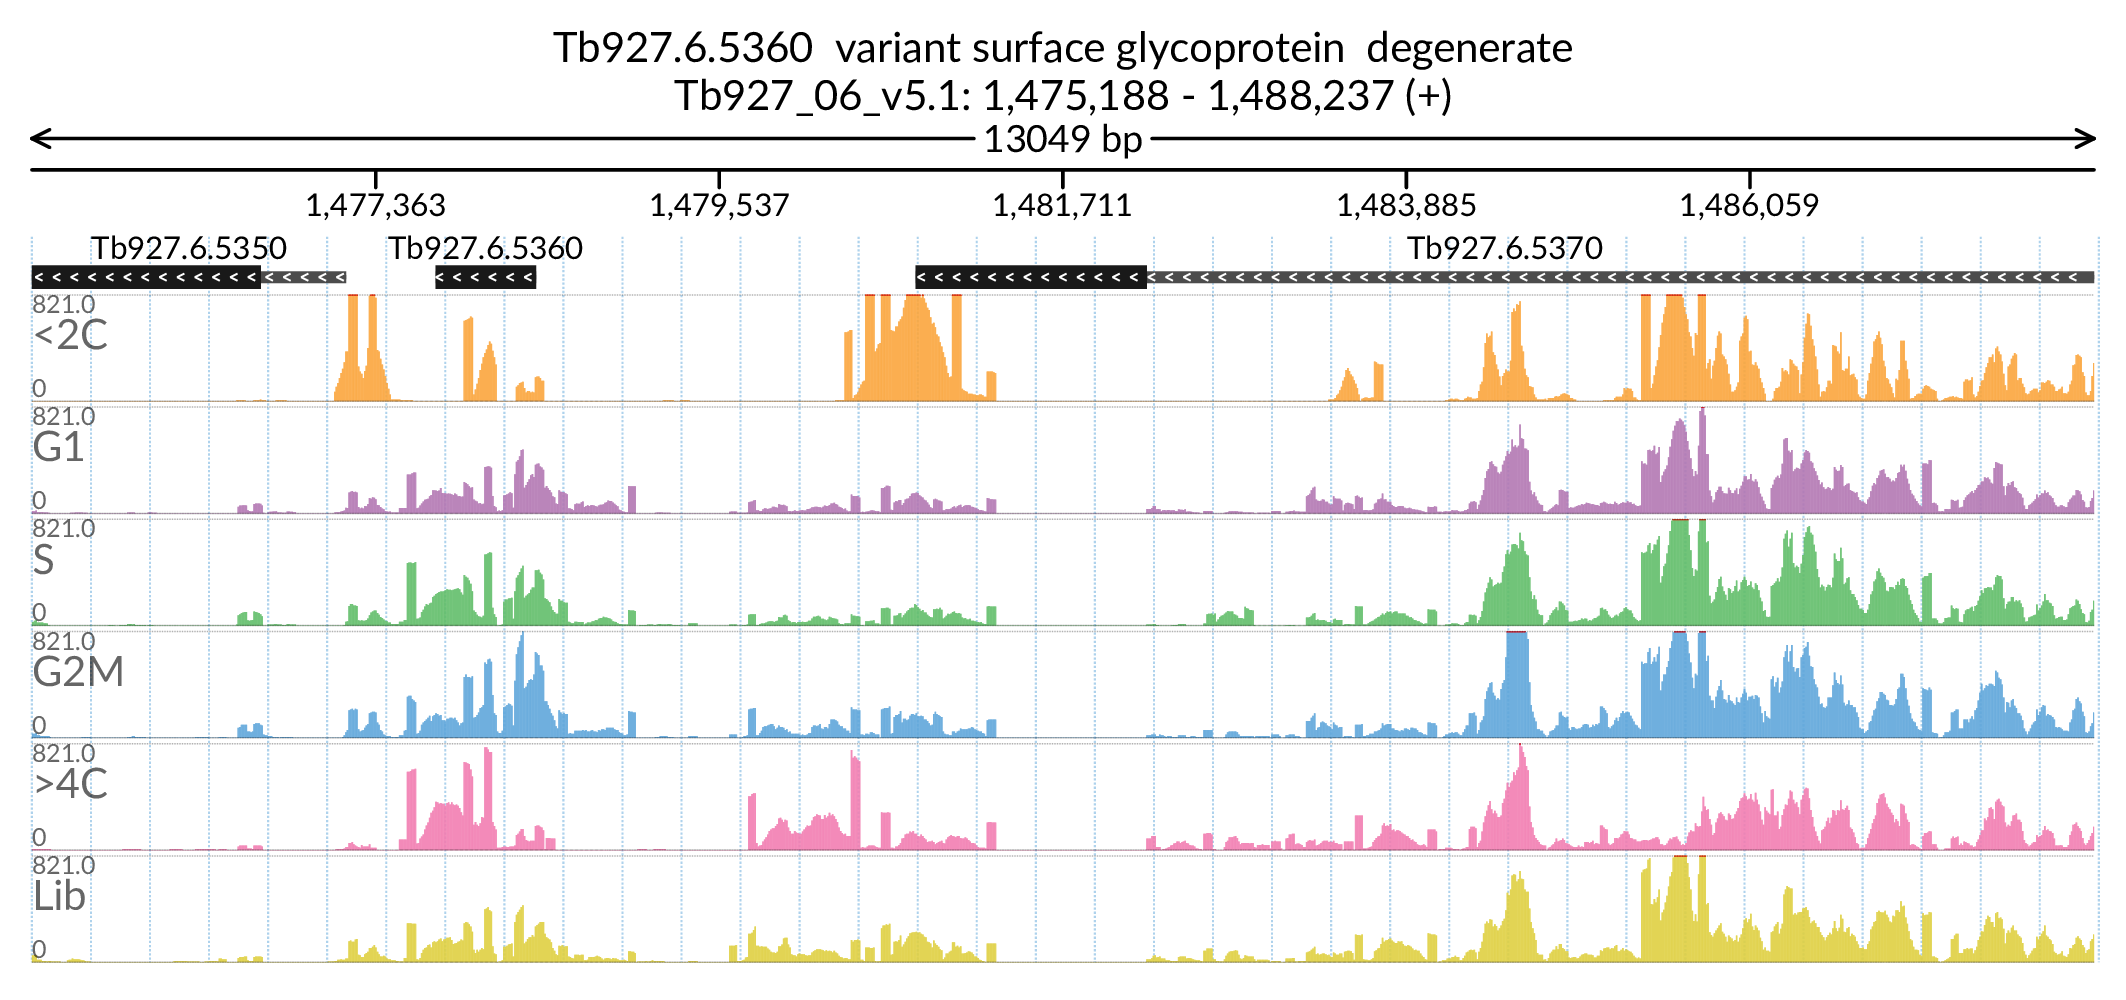 Tb927.6.5360  variant surface glycoprotein  degenerate
Tb927_06_v5.1: 1,475,188 - 1,488,237 (+)
13049 bp
1,477,363 1,479,537 1,481,711 1,483,885 1,486,059
Tb927.6.5350 Tb927.6.5360 Tb927.6.5370
821.0
<2C
0
821.0
G1
0
821.0
S
0
821.0
G2M
0
821.0
>4C
0
821.0
Lib
0